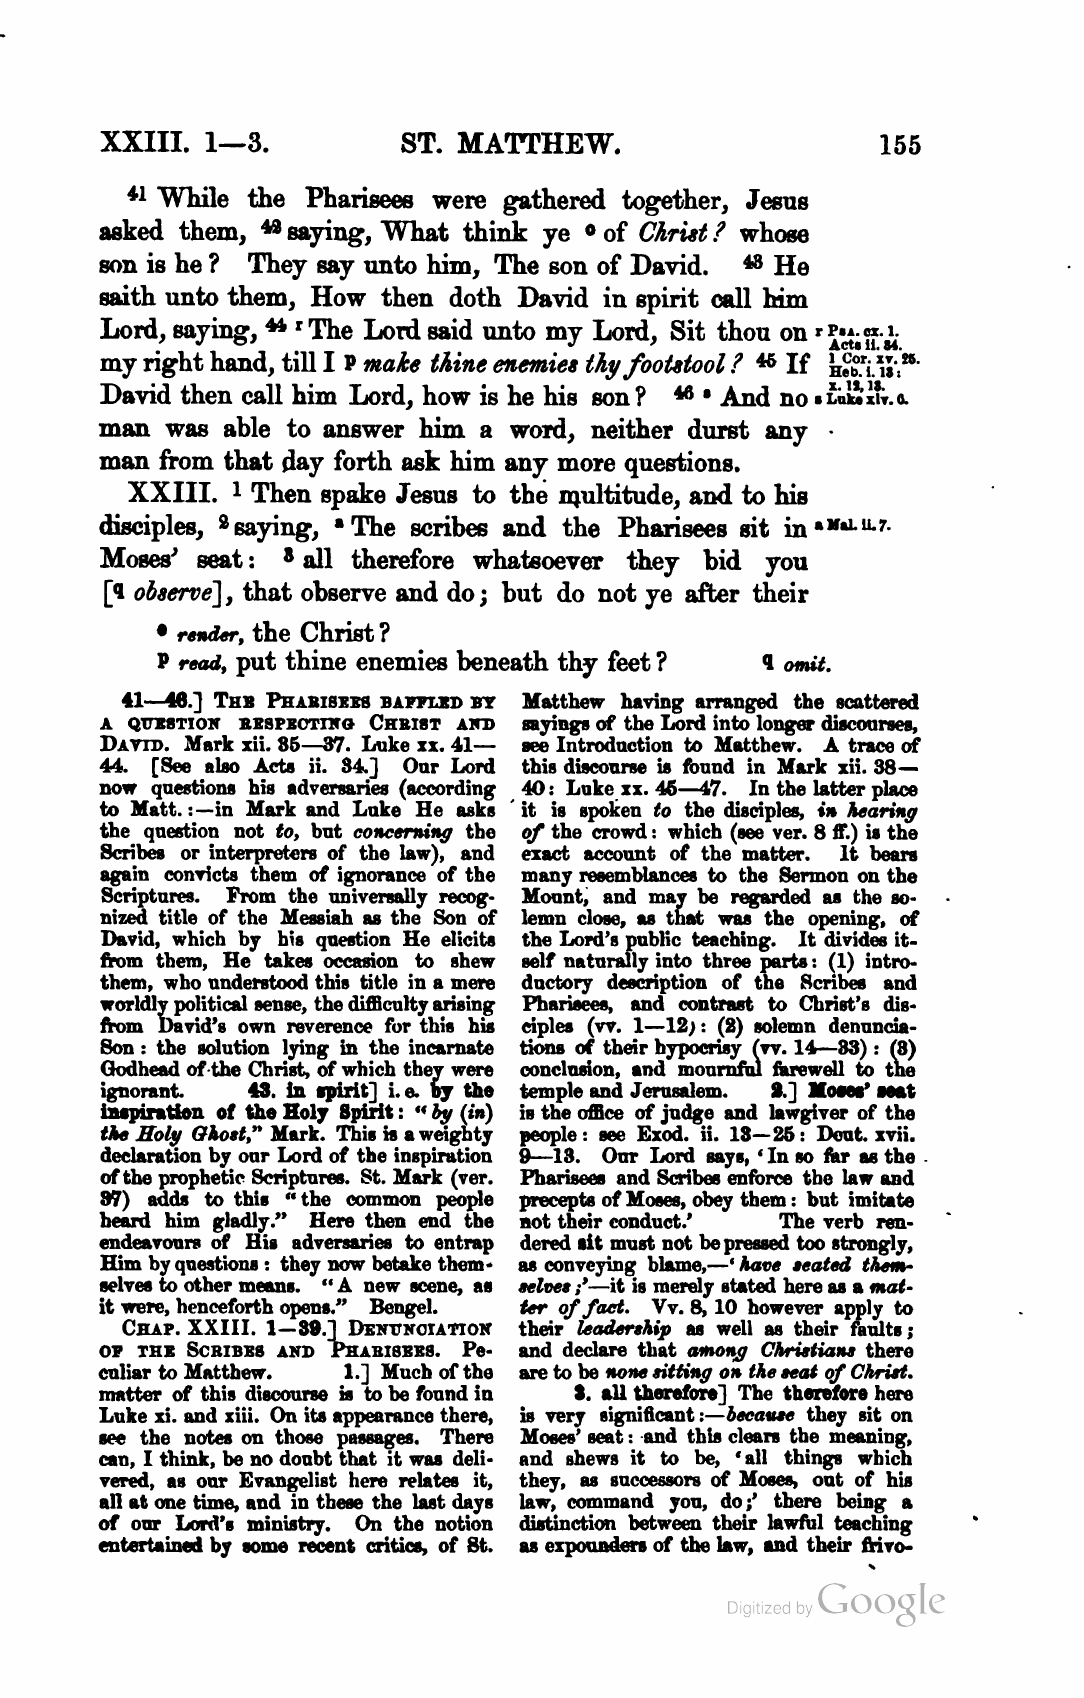 XXIII. 1—3. ST. MATTHEW. 155
41 While the Pharisees were gathered together, Jesus
asked them, 42 saying, What think ye o of Christ? whose
son is he? They say unto him, The son of David. 43 He
saith unto them, How then doth David in spirit call him
Lord, saying, 44 r The Lord said unto my Lord, Sit thou on
my right hand, till I p make thine enemies thy footstool? 45 If
David then call him Lord, how is he his son? 46 s And no
man was able to answer him a word, neither durst any
man from that day forth ask him any more questions.
r Psa. cx. 1.
Acts ii. 34.
1 Cor. xv. 25.
Heb. i. 13:
x. 12, 13.
s Luke xiv. 6.
XXIII. 1 Then spake Jesus to the multitude, and to his
disciples, 2 saying, a The scribes and the Pharisees sit in
Moses’ seat: 3 all therefore whatsoever they bid you
[q observe], that observe and do; but do not ye after their
a Mal. ii. 7.
o render, the Christ?
p read, put thine enemies beneath thy feet? q omit.
41—46.] THE PHARISEES BAFFLED BY
A QUESTION RESPECTING CHRIST AND
DAVID. Mark xii. 35—37. Luke xx. 41—
44. [See also Acts ii. 34.] Our Lord
now questions his adversaries (according
to Matt.:—in Mark and Luke He asks
the question not to, but concerning the
Scribes or interpreters of the law), and
again convicts them of ignorance of the
Scriptures. From the universally recog-
nized title of the Messiah as the Son of
David, which by his question He elicits
from them, He takes occasion to shew
them, who understood this title in a mere
worldly political sense, the difficulty arising
from David’s own reverence for this his
Son: the solution lying in the incarnate
Godhead of the Christ, of which they were
ignorant. 43. in spirit] i. e. by the
inspiration of the Holy Spirit: “by (in)
the Holy Ghost,” Mark. This is a weighty
declaration by our Lord of the inspiration
of the prophetic Scriptures. St. Mark (ver.
37) adds to this “the common people
heard him gladly.” Here then end the
endeavours of His adversaries to entrap
Him by questions: they now betake them-
selves to other means. “A new scene, as
it were, henceforth opens.” Bengel.
CHAP. XXIII. 1—39.] DENUNCIATION
OF THE SCRIBES AND PHARISEES. Pe-
culiar to Matthew. 1.] Much of the
matter of this discourse is to be found in
Luke xi. and xiii. On its appearance there,
see the notes on those passages. There
can, I think, be no doubt that it was deli-
vered, as our Evangelist here relates it,
all at one time, and in these the last days
of our Lord’s ministry. On the notion
entertained by some recent critics, of St.
Matthew having arranged the scattered
sayings of the Lord into longer discourses,
see Introduction to Matthew. A trace of
this discourse is found in Mark xii. 38—
40: Luke xx. 45—47. In the latter place
it is spoken to the disciples, in hearing
of the crowd: which (see ver. 8 ff.) is the
exact account of the matter. It bears
many resemblances to the Sermon on the
Mount, and may be regarded as the so-
lemn close, as that was the opening, of
the Lord’s public teaching. It divides it-
self naturally into three parts: (1) intro-
ductory description of the Scribes and
Pharisees, and contrast to Christ’s dis-
ciples (vv. 1—12): (2) solemn denuncia-
tions of their hypocrisy (vv. 14—33): (3)
conclusion, and mournful farewell to the
temple and Jerusalem. 2.] Moses’ seat
is the office of judge and lawgiver of the
people: see Exod. ii. 13—25: Deut. xvii.
9—13. Our Lord says, ‘In so far as the
Pharisees and Scribes enforce the law and
precepts of Moses, obey them: but imitate
not their conduct.’ The verb ren-
dered sit must not be pressed too strongly,
as conveying blame,—‘have seated them-
selves;’—it is merely stated here as a mat-
ter of fact. Vv. 8, 10 however apply to
their leadership as well as their faults;
and declare that among Christians there
are to be none sitting on the seat of Christ.
3. all therefore] The therefore here
is very significant:—because they sit on
Moses’ seat: and this clears the meaning,
and shews it to be, ‘all things which
they, as successors of Moses, out of his
law, command you, do;’ there being a
distinction between their lawful teaching
as expounders of the law, and their frivo-
Digitized by Google